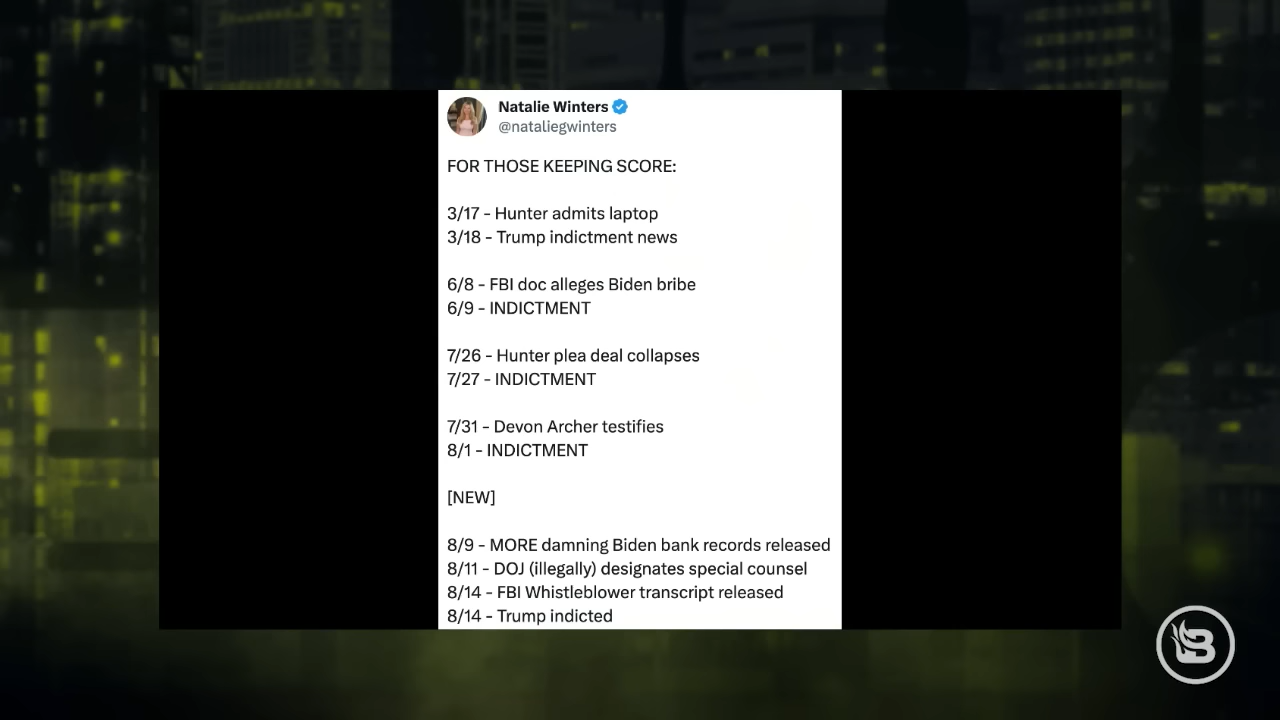 Natalie Winters
@nataliegwinters
FOR THOSE KEEPING SCORE:
3/17 - Hunter admits laptop
3/18 - Trump indictment news
6/8 - FBI doc alleges Biden bribe
6/9 - INDICTMENT
7/26 - Hunter plea deal collapses
7/27 - INDICTMENT
7/31 - Devon Archer testifies
8/1 - INDICTMENT
[NEW]
8/9 - MORE damning Biden bank records released
8/11 - DOJ (illegally) designates special counsel
8/14 - FBI Whistleblower transcript released
8/14 - Trump indicted
B